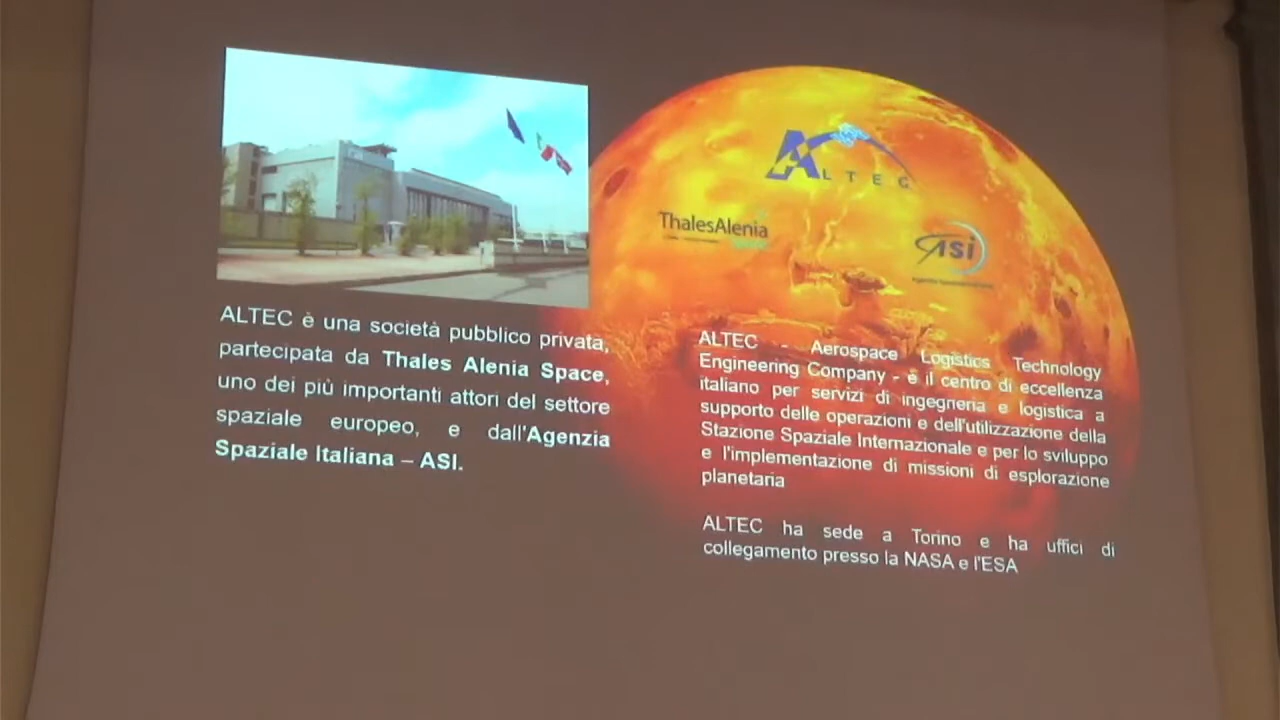 ALTEC
ThalesAlenia
asi
ALTEC è una società pubblico privata,
partecipata da Thales Alenia Space,
uno dei più importanti attori del settore
spaziale europeo, e dall'Agenzia
Spaziale Italiana – ASI.
ALTEC - Aerospace Logistics Technology
Engineering Company - è il centro di eccellenza
italiano per servizi di ingegneria e logistica a
supporto delle operazioni e dell'utilizzazione della
Stazione Spaziale Internazionale e per lo sviluppo
e l'implementazione di missioni di esplorazione
planetaria
ALTEC ha sede a Torino e ha uffici di
collegamento presso la NASA e l'ESA